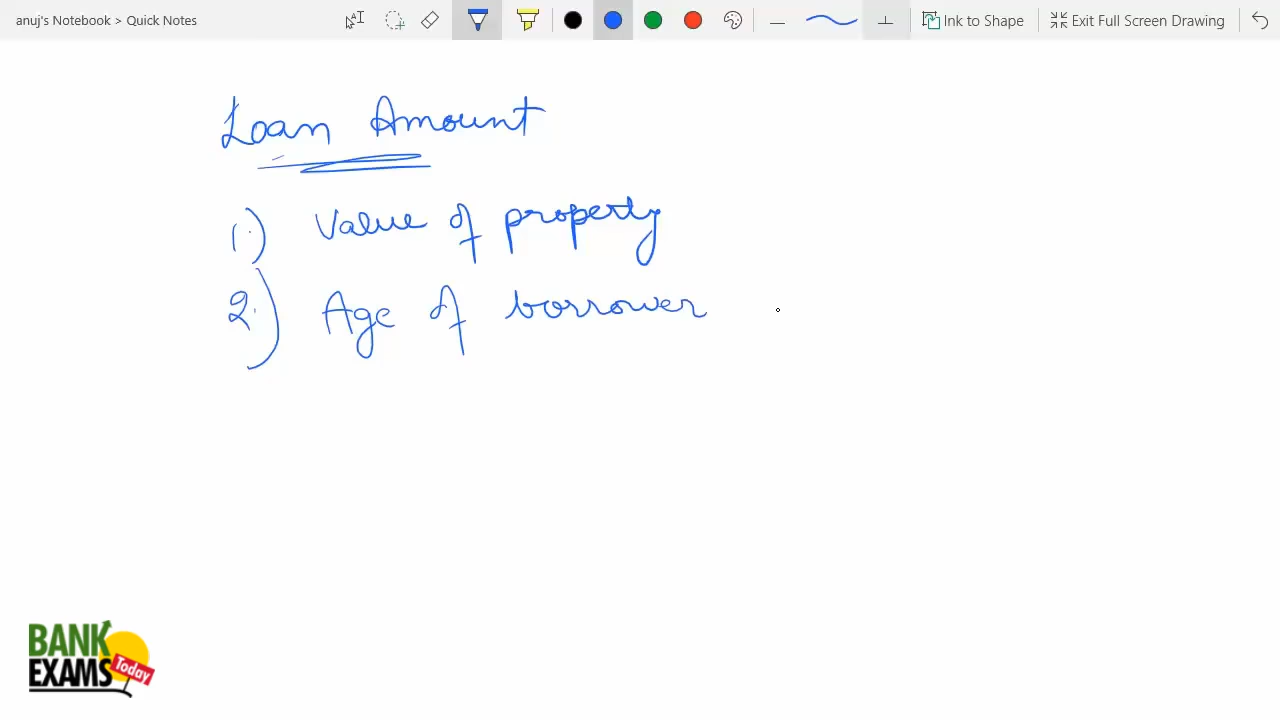 anuj's Notebook > Quick Notes
Ink to Shape
Exit Full Screen Drawing
Loan Amount
1.) Value of property
2.) Age of borrower
BANK
EXAMS
Today